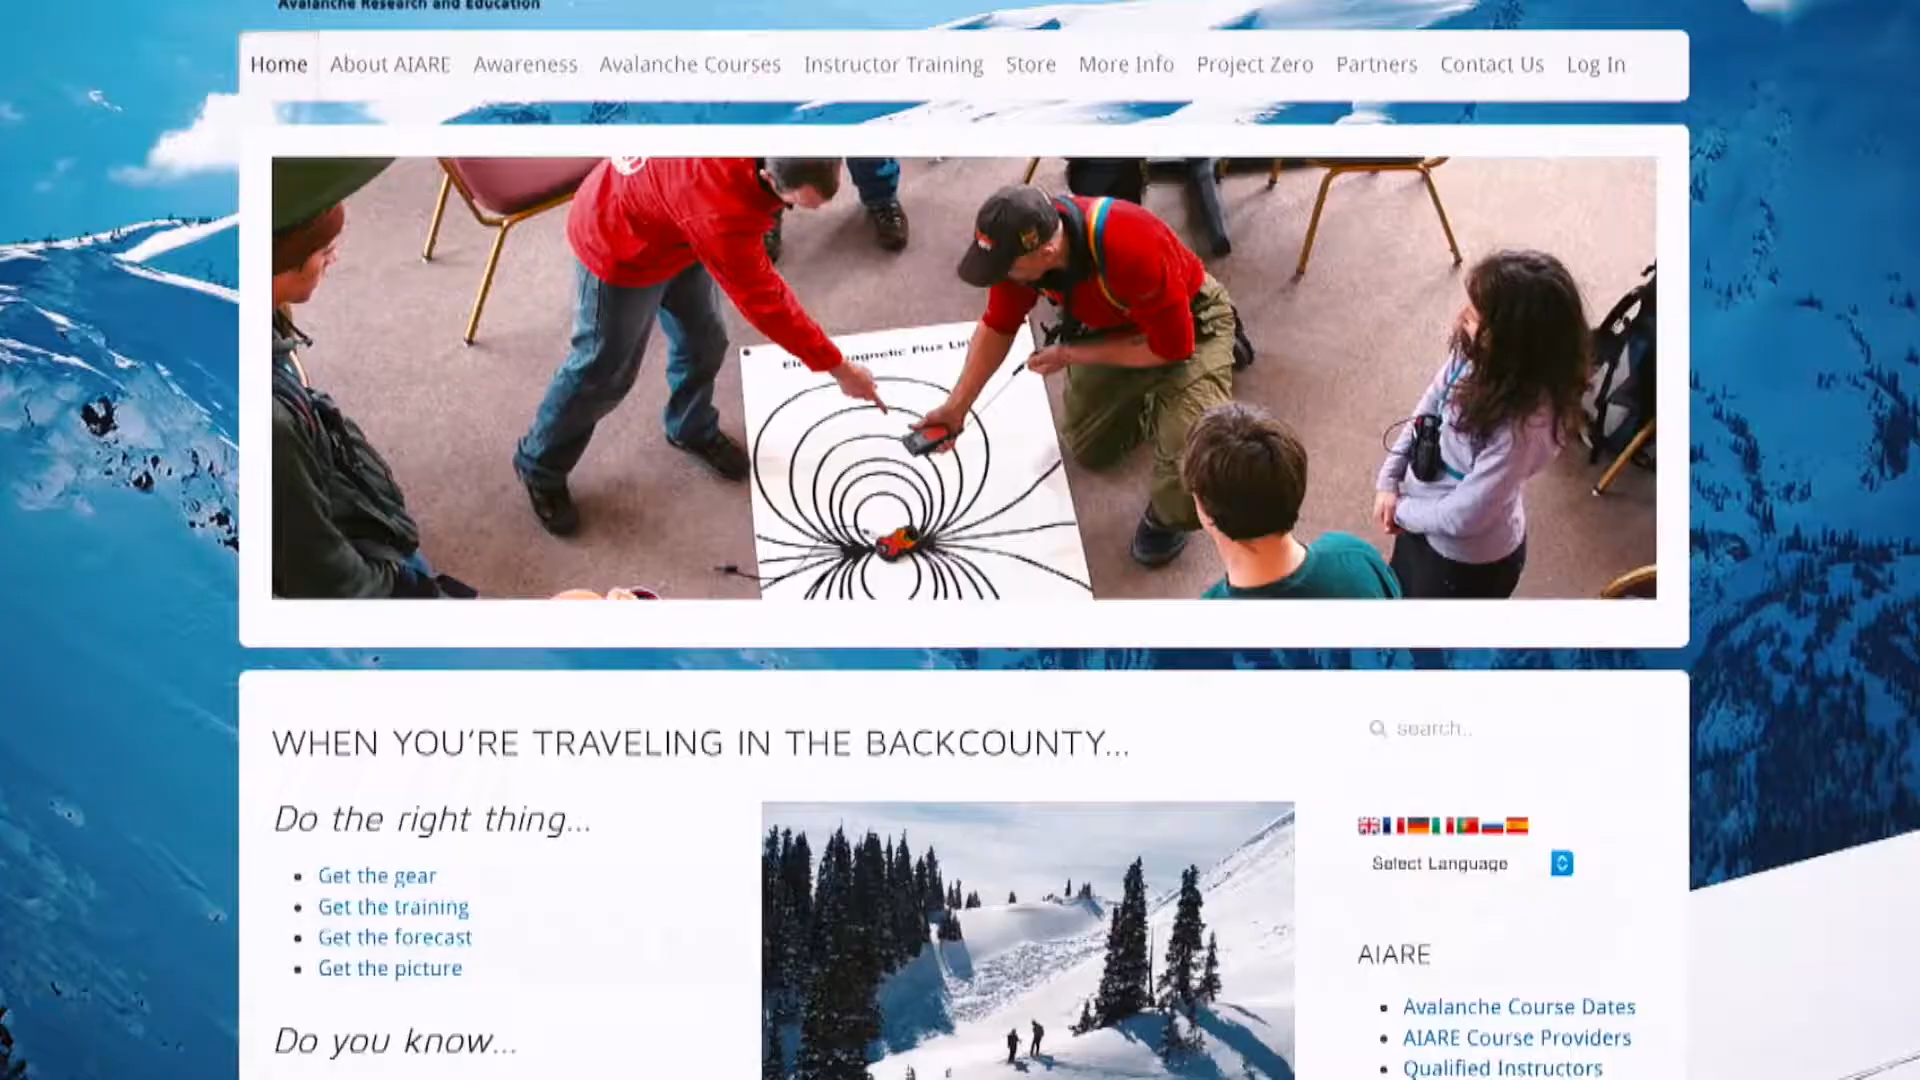 Avalanche Research and Education
Home About AIARE Awareness Avalanche Courses Instructor Training Store More Info Project Zero Partners Contact Us Log In
Flux
WHEN YOU'RE TRAVELING IN THE BACKCOUNTY...
search..
Do the right thing...
Get the gear
Get the training
Get the forecast
Get the picture
Select Language
AIARE
Avalanche Course Dates
AIARE Course Providers
Qualified Instructors
Do you know...